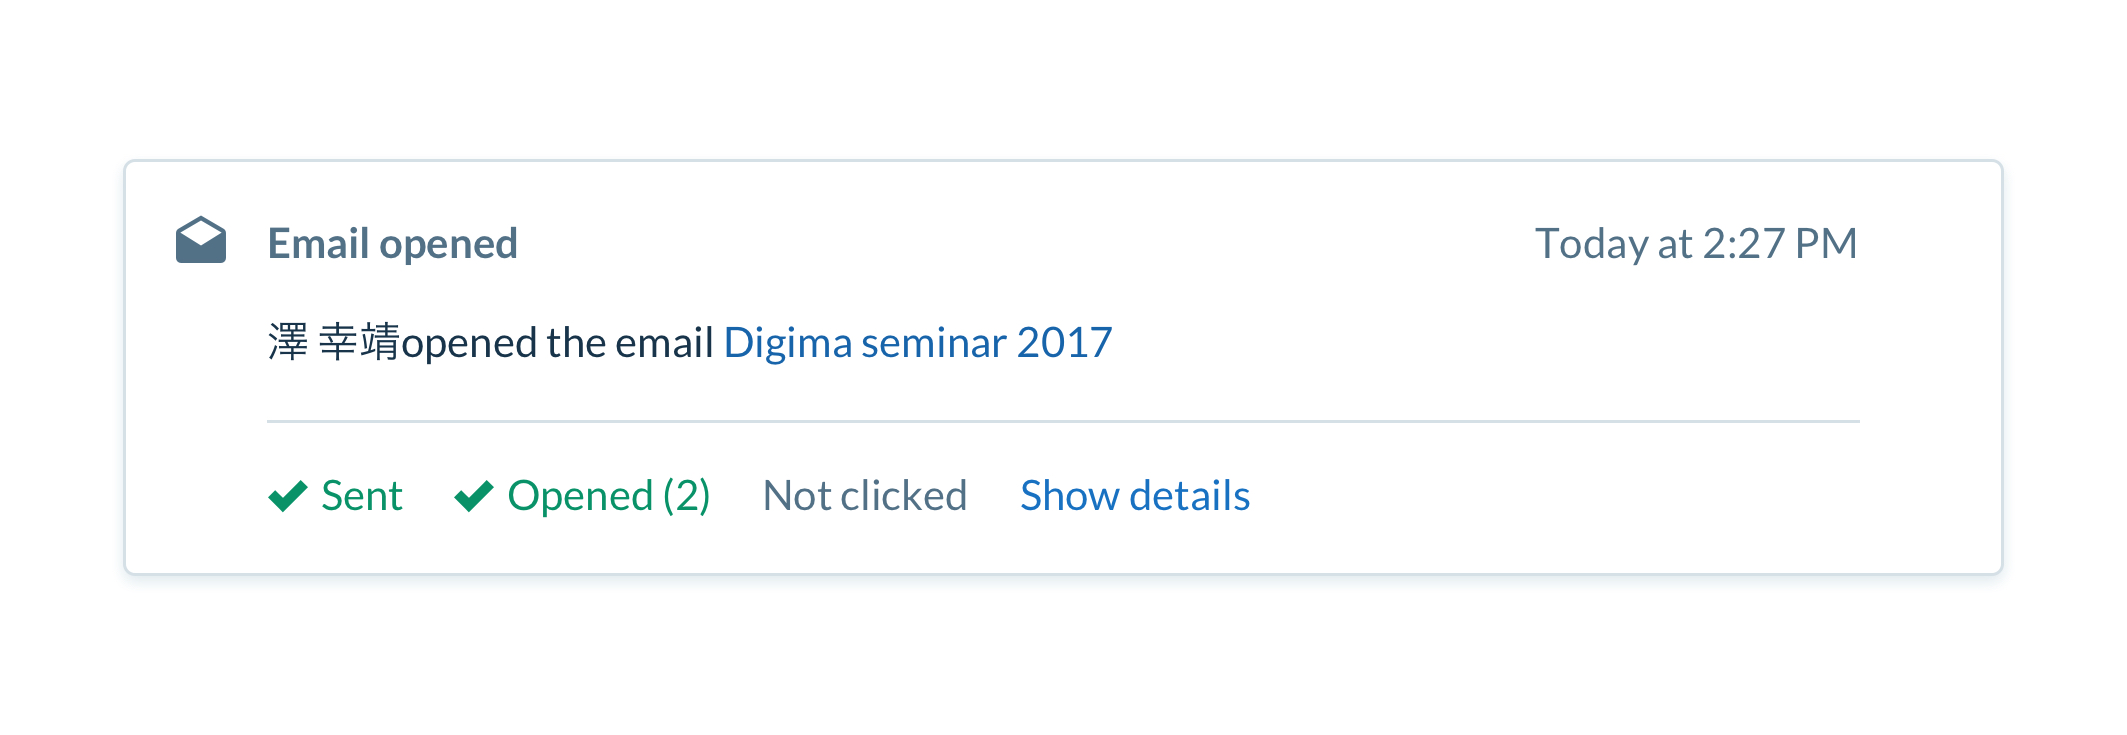 Email opened
Today at 2:27 PM
澤 幸靖opened the email Digima seminar 2017
Sent Opened (2) Not clicked Show details